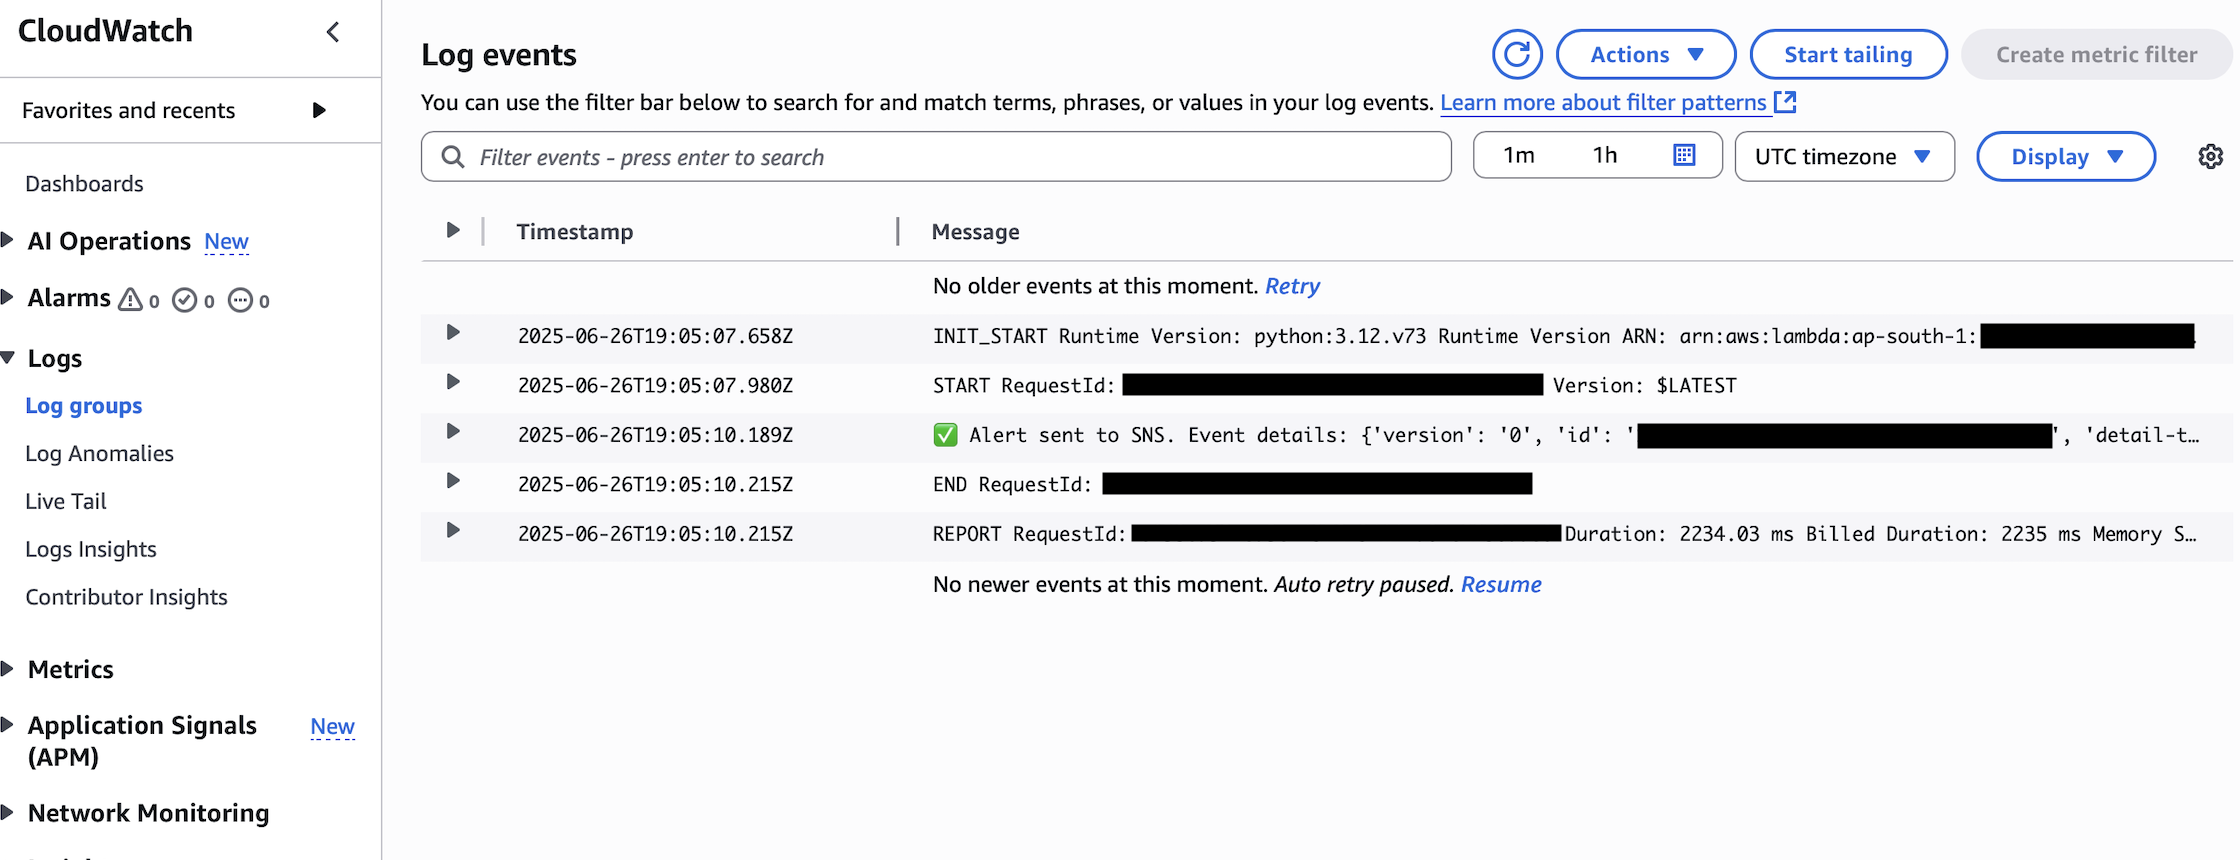 CloudWatch
Favorites and recents
Dashboards
AI Operations New
Alarms 0 0 0
Logs
Log groups
Log Anomalies
Live Tail
Logs Insights
Contributor Insights
Metrics
Application Signals New
(APM)
Network Monitoring
Log events
Actions
Start tailing
Create metric filter
You can use the filter bar below to search for and match terms, phrases, or values in your log events. Learn more about filter patterns
Filter events - press enter to search
1m 1h
UTC timezone
Display
Timestamp Message
No older events at this moment. Retry
2025-06-26T19:05:07.658Z INIT_START Runtime Version: python:3.12.v73 Runtime Version ARN: arn:aws:lambda:ap-south-1:
2025-06-26T19:05:07.980Z START RequestId: Version: $LATEST
2025-06-26T19:05:10.189Z ✅ Alert sent to SNS. Event details: {'version': '0', 'id': '', 'detail-t…
2025-06-26T19:05:10.215Z END RequestId:
2025-06-26T19:05:10.215Z REPORT RequestId: Duration: 2234.03 ms Billed Duration: 2235 ms Memory S…
No newer events at this moment. Auto retry paused. Resume